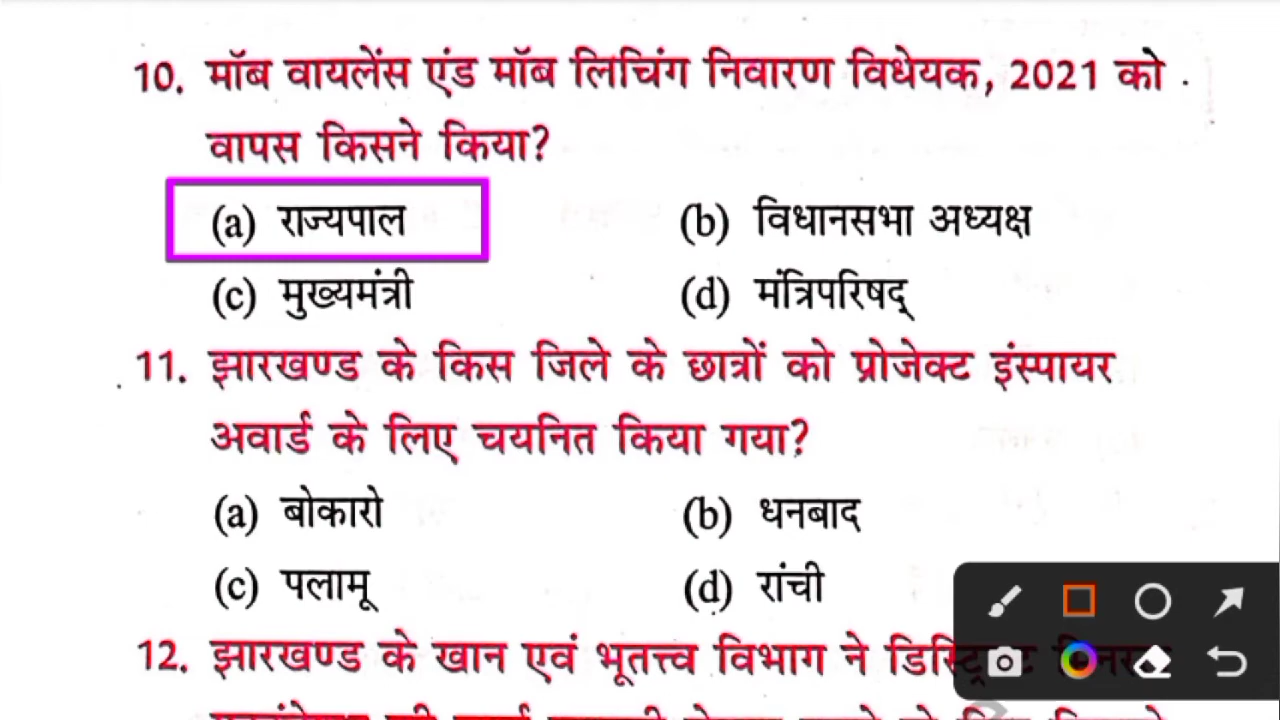 10. मॉब वायलेंस एंड मॉब लिचिंग निवारण विधेयक, 2021 को
वापस किसने किया?
(a) राज्यपाल (b) विधानसभा अध्यक्ष
(c) मुख्यमंत्री (d) मंत्रिपरिषद्
11. झारखण्ड के किस जिले के छात्रों को प्रोजेक्ट इंस्पायर
अवार्ड के लिए चयनित किया गया?
(a) बोकारो (b) धनबाद
(c) पलामू (d) रांची
12. झारखण्ड के खान एवं भूतत्त्व विभाग ने